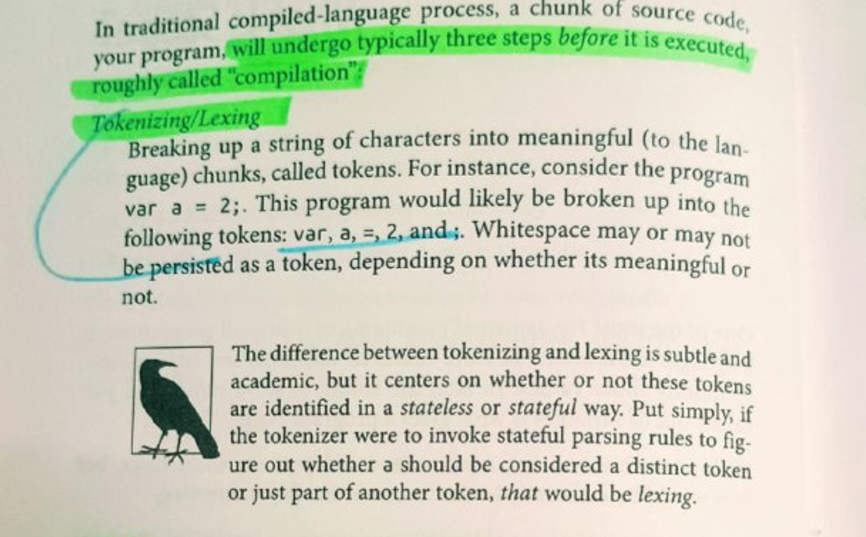 In traditional compiled-language process, a chunk of source code,
your program, will undergo typically three steps before it is executed,
roughly called “compilation”:
Tokenizing/Lexing
Breaking up a string of characters into meaningful (to the lan-
guage) chunks, called tokens. For instance, consider the program
var a = 2;. This program would likely be broken up into the
following tokens: var, a, =, 2, and ;. Whitespace may or may not
be persisted as a token, depending on whether its meaningful or
not.
The difference between tokenizing and lexing is subtle and
academic, but it centers on whether or not these tokens
are identified in a stateless or stateful way. Put simply, if
the tokenizer were to invoke stateful parsing rules to fig-
ure out whether a should be considered a distinct token
or just part of another token, that would be lexing.